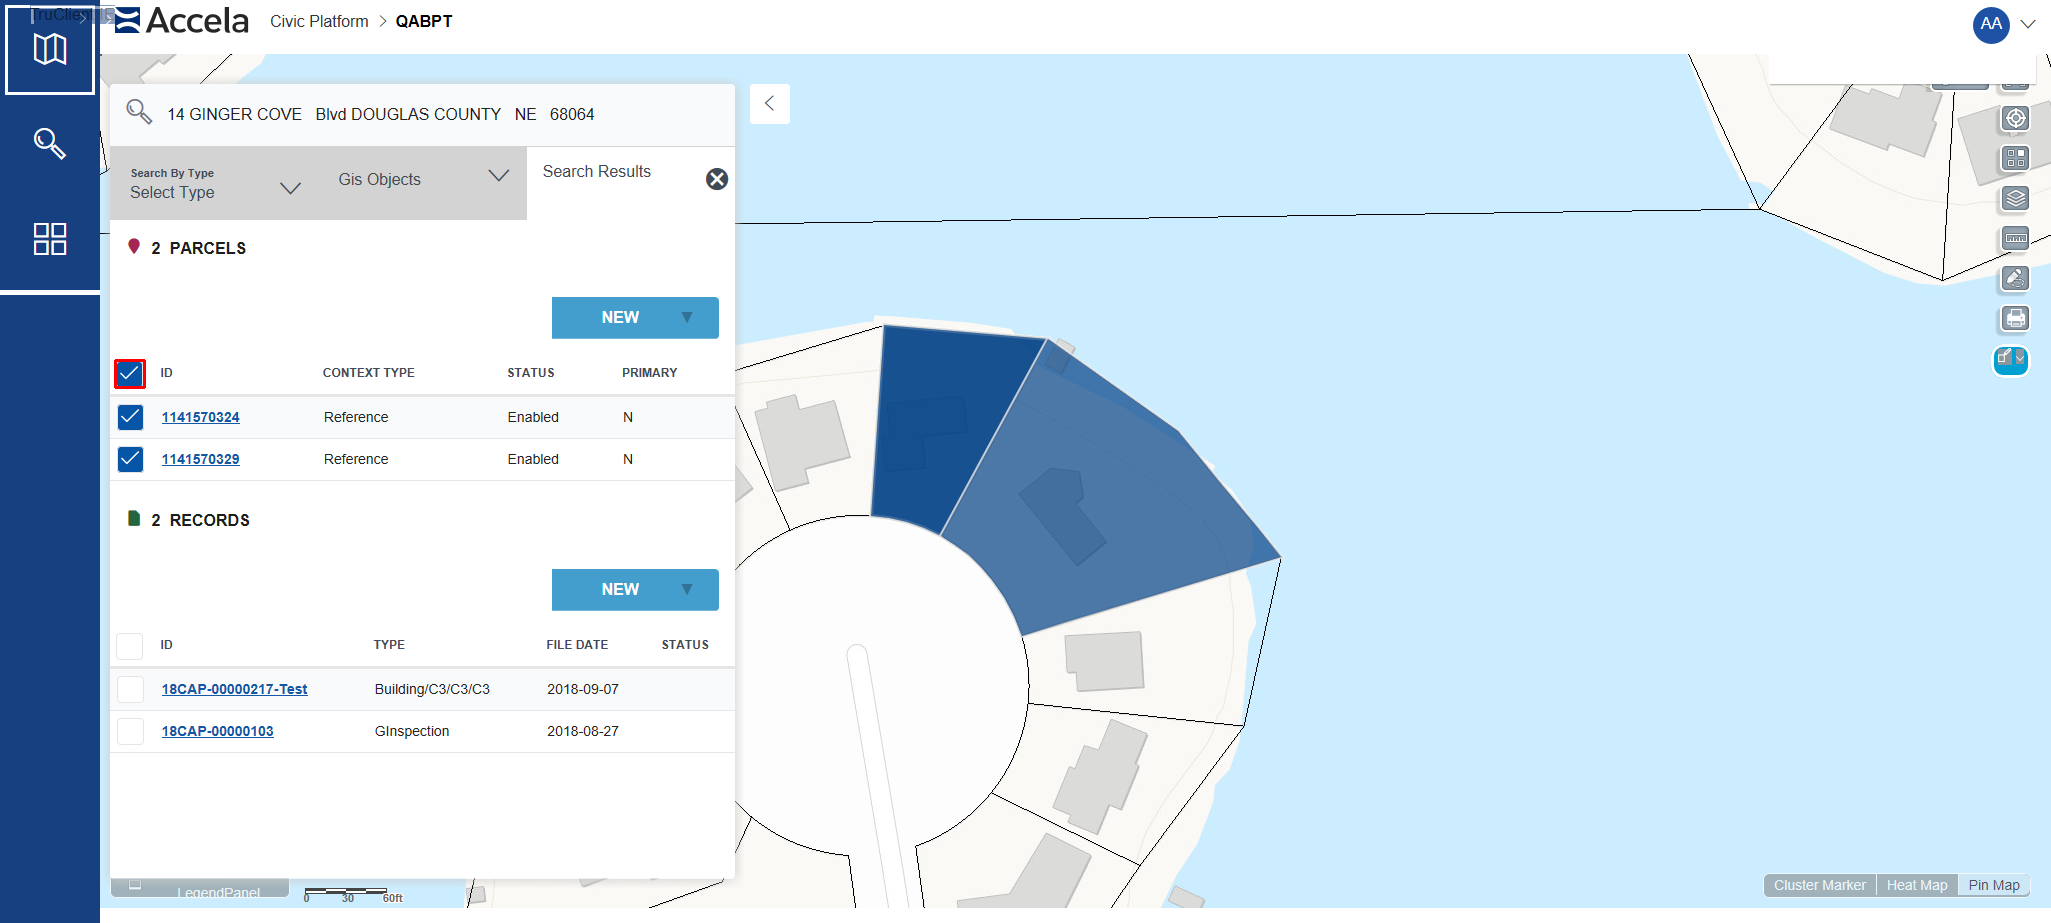 TruClient
Accela
Civic Platform > QABPT
AA
14 GINGER COVE Blvd DOUGLAS COUNTY NE 68064
Search By Type
Select Type
Gis Objects
Search Results
2 PARCELS
NEW
ID CONTEXT TYPE STATUS PRIMARY
1141570324 Reference Enabled N
1141570329 Reference Enabled N
2 RECORDS
NEW
ID TYPE FILE DATE STATUS
18CAP-00000217-Test Building/C3/C3/C3 2018-09-07
18CAP-00000103 GInspection 2018-08-27
LegendPanel
0 30 60ft
Cluster Marker Heat Map Pin Map